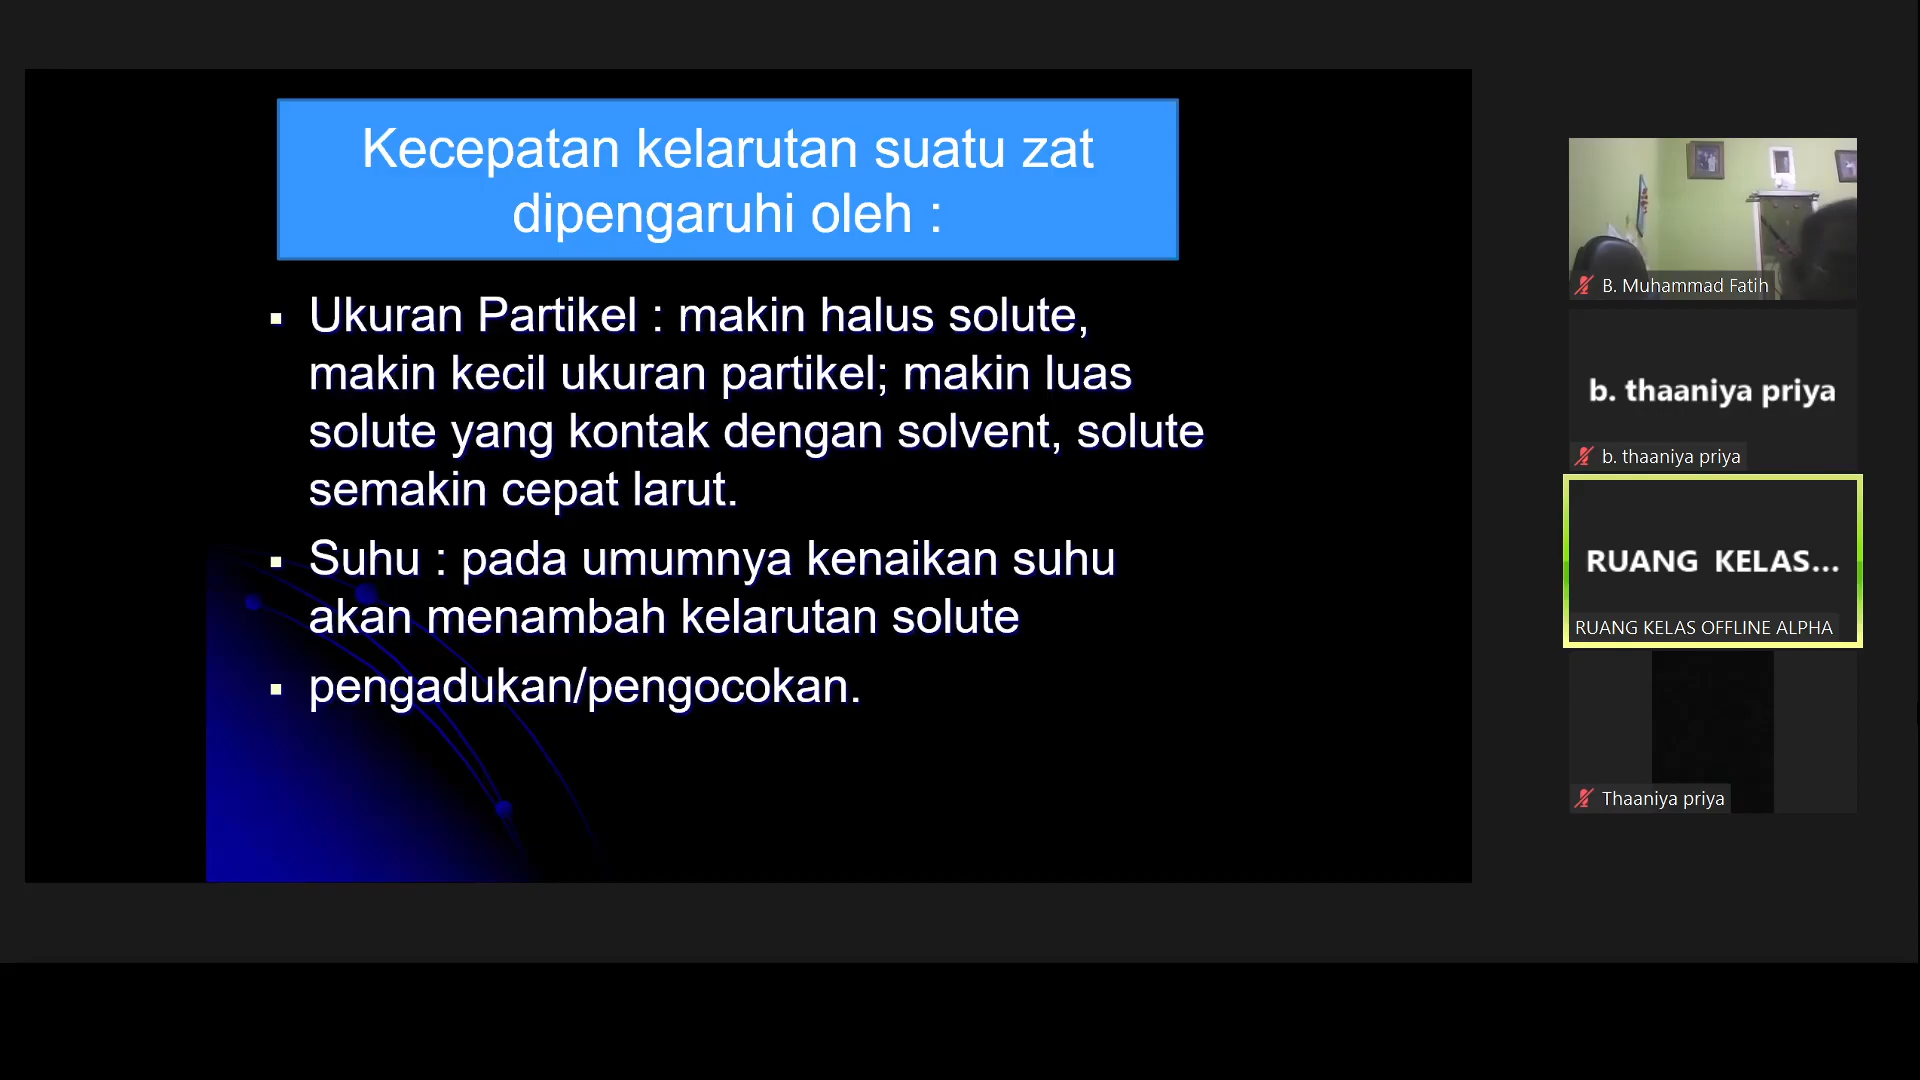 Kecepatan kelarutan suatu zat
dipengaruhi oleh :
▪ Ukuran Partikel : makin halus solute,
makin kecil ukuran partikel; makin luas
solute yang kontak dengan solvent, solute
semakin cepat larut.
▪ Suhu : pada umumnya kenaikan suhu
akan menambah kelarutan solute
▪ pengadukan/pengocokan.
B. Muhammad Fatih
b. thaaniya priya
b. thaaniya priya
RUANG KELAS...
RUANG KELAS OFFLINE ALPHA
Thaaniya priya